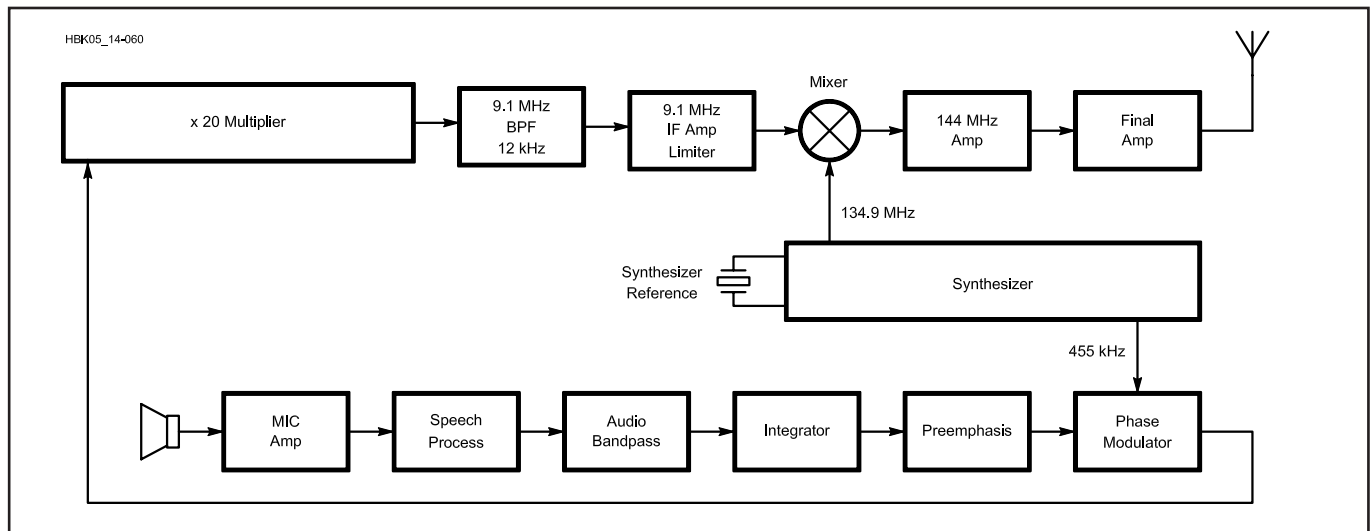 HBK05_14-060
x 20 Multiplier
9.1 MHz
BPF
12 kHz
9.1 MHz
IF Amp
Limiter
Mixer
144 MHz
Amp
Final
Amp
134.9 MHz
Synthesizer
Reference
Synthesizer
455 kHz
MIC
Amp
Speech
Process
Audio
Bandpass
Integrator
Preemphasis
Phase
Modulator